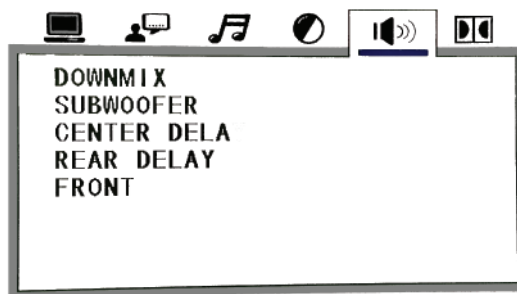 DOWNMIX
SUBWOOFER
CENTER DELA
REAR DELAY
FRONT